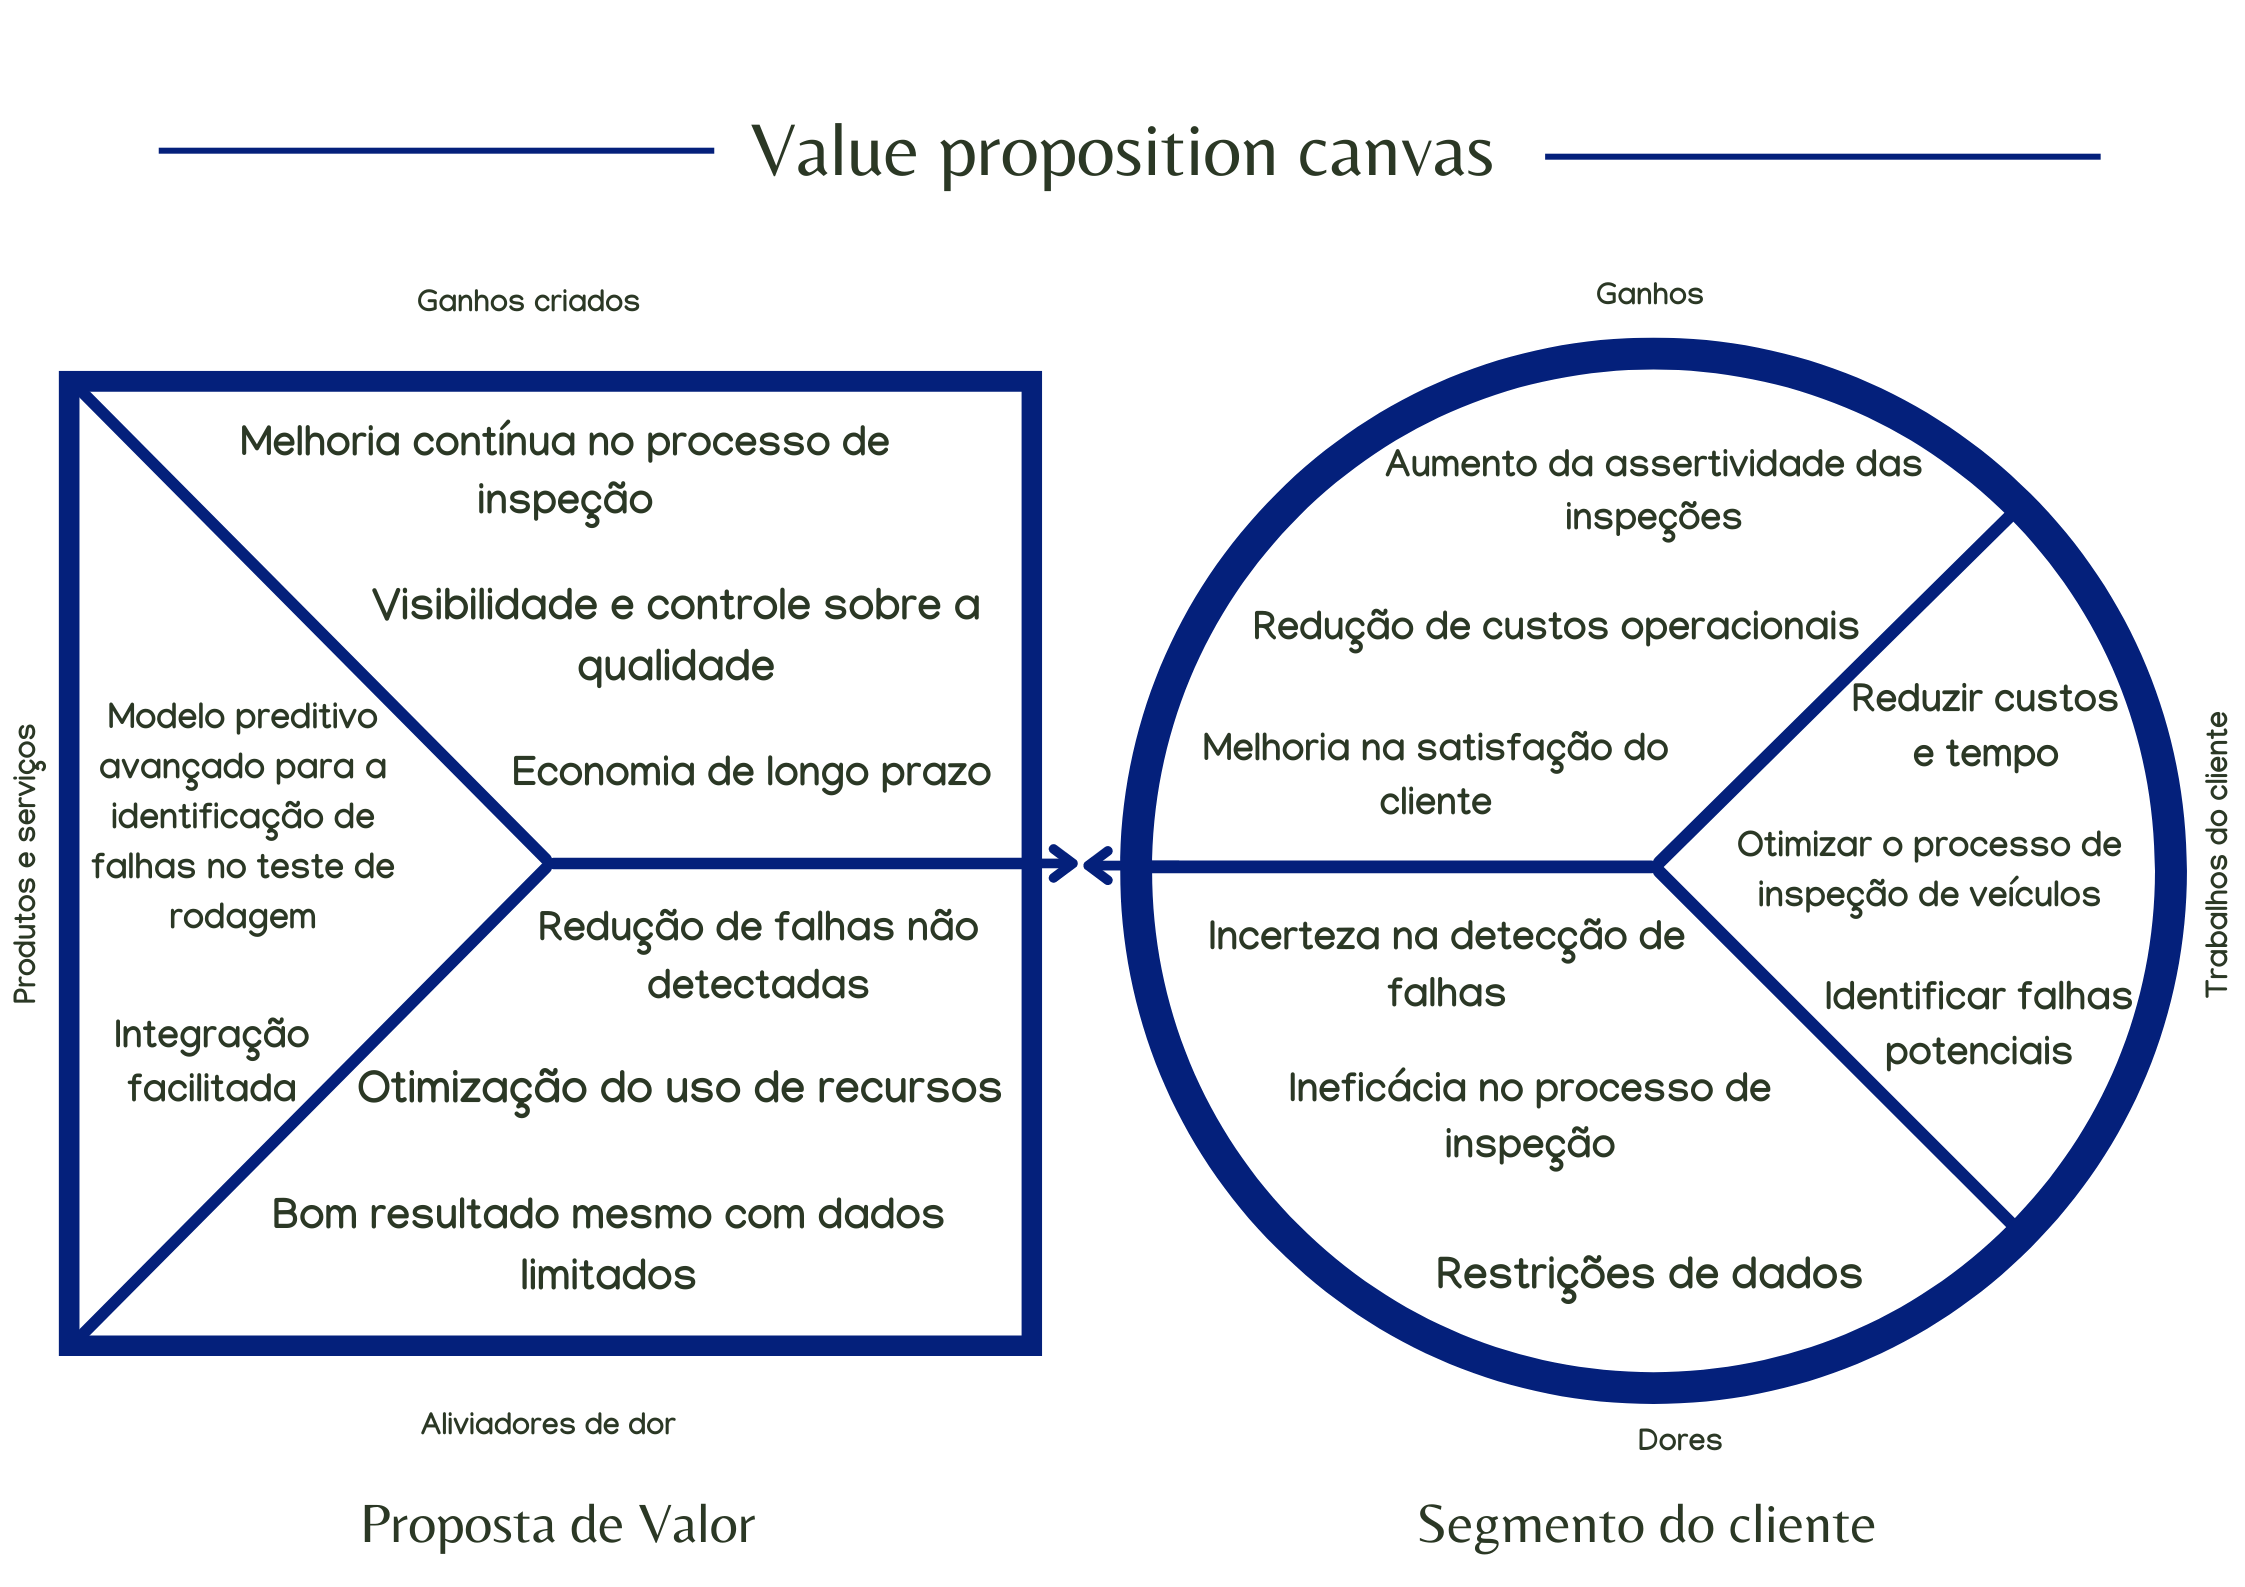 Value proposition canvas
Ganhos criados
Melhoria contínua no processo de
inspeção
Visibilidade e controle sobre a
qualidade
Economia de longo prazo
Produtos e serviços
Modelo preditivo
avançado para a
identificação de
falhas no teste de
rodagem
Integração
facilitada
Redução de falhas não
detectadas
Otimização do uso de recursos
Bom resultado mesmo com dados
limitados
Aliviadores de dor
Proposta de Valor
Ganhos
Aumento da assertividade das
inspeções
Redução de custos operacionais
Melhoria na satisfação do
cliente
Reduzir custos
e tempo
Otimizar o processo de
inspeção de veículos
Identificar falhas
potenciais
Trabalhos do cliente
Incerteza na detecção de
falhas
Ineficácia no processo de
inspeção
Restrições de dados
Dores
Segmento do cliente